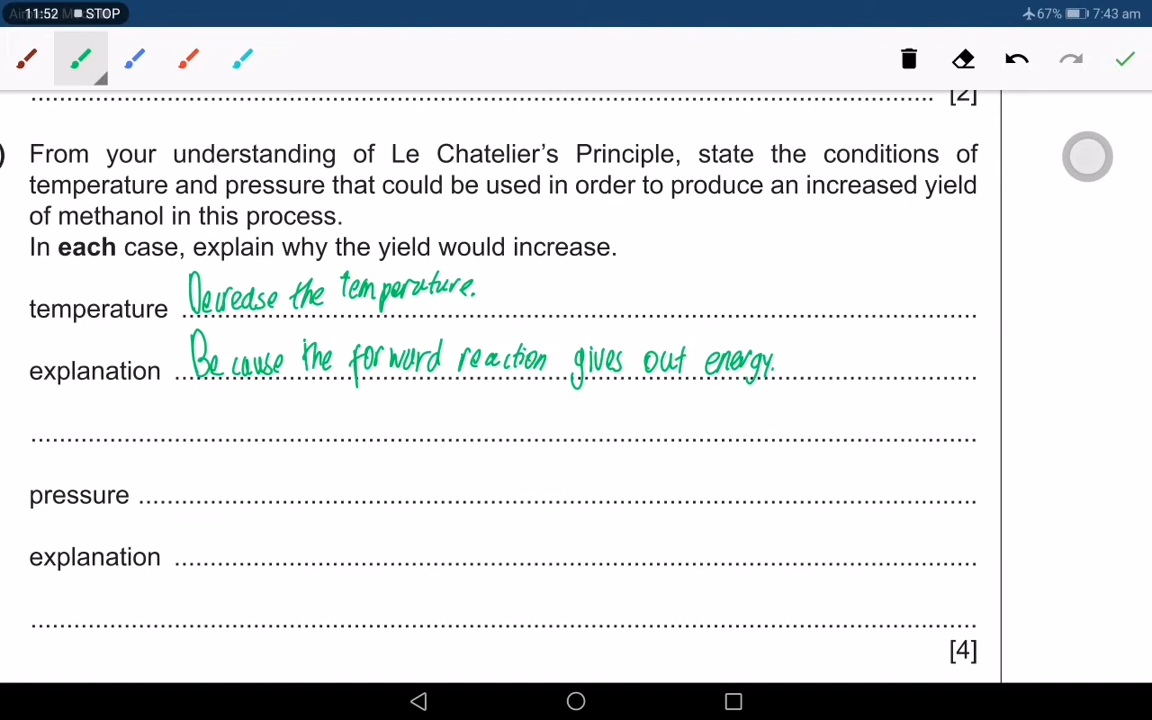 11:52 STOP
67% 7:43 am
[2]
) From your understanding of Le Chatelier's Principle, state the conditions of
temperature and pressure that could be used in order to produce an increased yield
of methanol in this process.
In each case, explain why the yield would increase.
temperature Decrease the temperature.
explanation Because the forward reaction gives out energy.
pressure
explanation
[4]